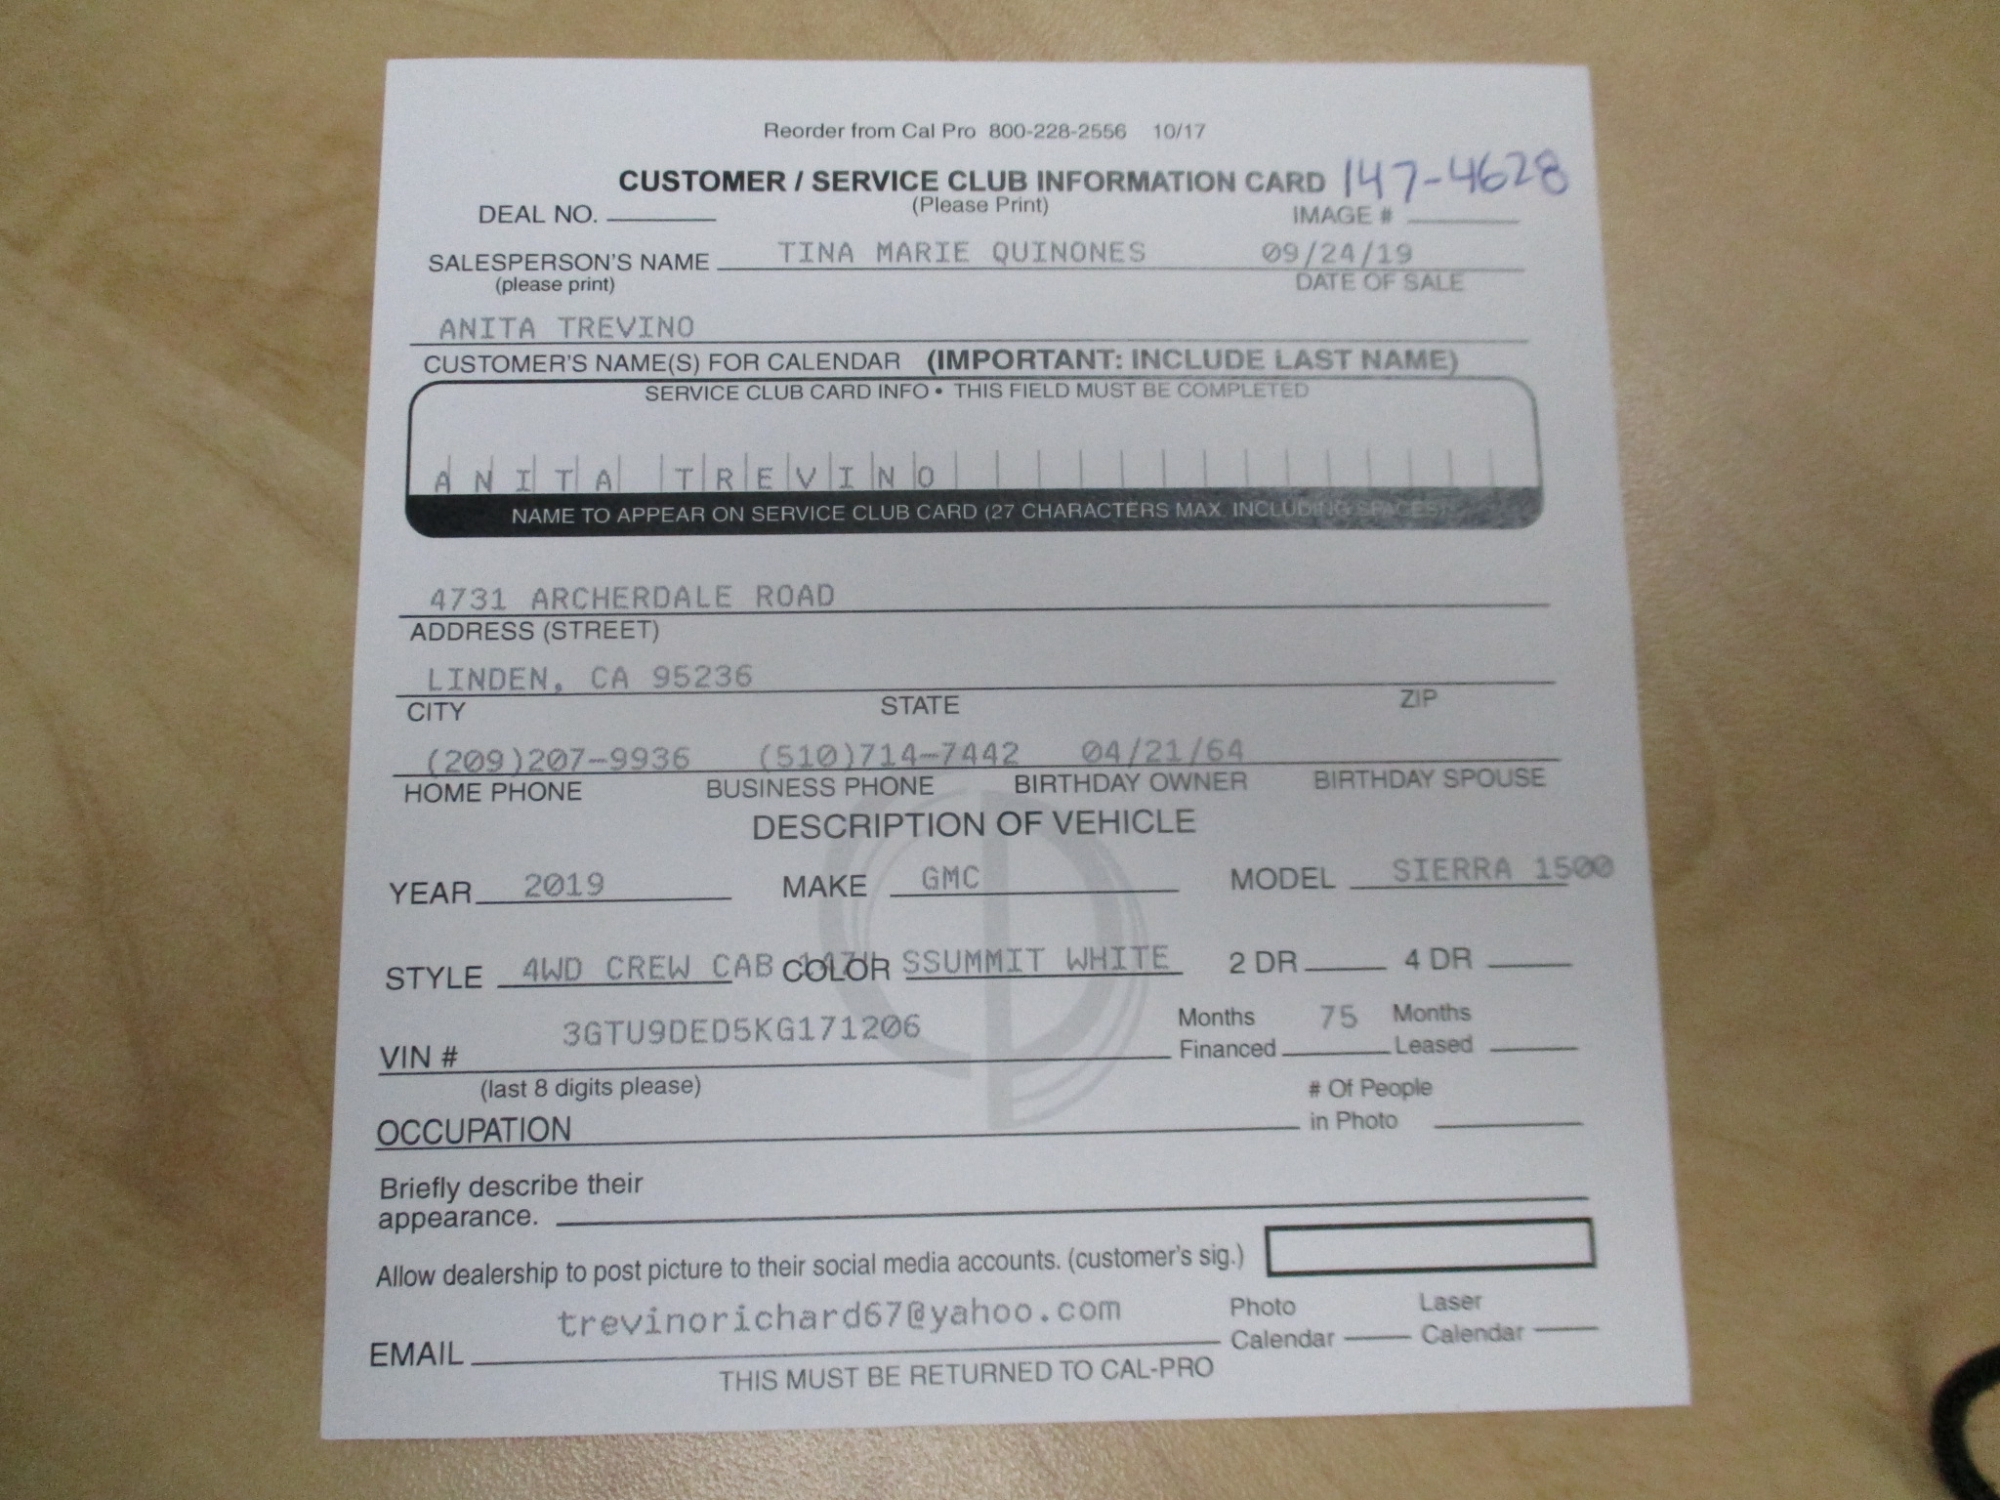 Reorder from Cal Pro 800-228-2556 10/17
CUSTOMER / SERVICE CLUB INFORMATION CARD 147-4628
(Please Print)
DEAL NO. IMAGE #
SALESPERSON'S NAME TINA MARIE QUINONES 09/24/19
(please print) DATE OF SALE
ANITA TREVINO
CUSTOMER'S NAME(S) FOR CALENDAR (IMPORTANT: INCLUDE LAST NAME)
SERVICE CLUB CARD INFO • THIS FIELD MUST BE COMPLETED
ANITA TREVINO
NAME TO APPEAR ON SERVICE CLUB CARD (27 CHARACTERS MAX. INCLUDING SPACES)
4731 ARCHERDALE ROAD
ADDRESS (STREET)
LINDEN, CA 95236
CITY STATE ZIP
(209)207-9936 (510)714-7442 04/21/64
HOME PHONE BUSINESS PHONE BIRTHDAY OWNER BIRTHDAY SPOUSE
DESCRIPTION OF VEHICLE
YEAR 2019 MAKE GMC MODEL SIERRA 1500
STYLE 4WD CREW CAB COLOR SSUMMIT WHITE 2 DR 4 DR
3GTU9DED5KG171206 Months 75 Months
VIN # Financed Leased
(last 8 digits please) # Of People
OCCUPATION in Photo
Briefly describe their
appearance.
Allow dealership to post picture to their social media accounts. (customer's sig.)
trevinorichard67@yahoo.com Photo Laser
EMAIL Calendar Calendar
THIS MUST BE RETURNED TO CAL-PRO